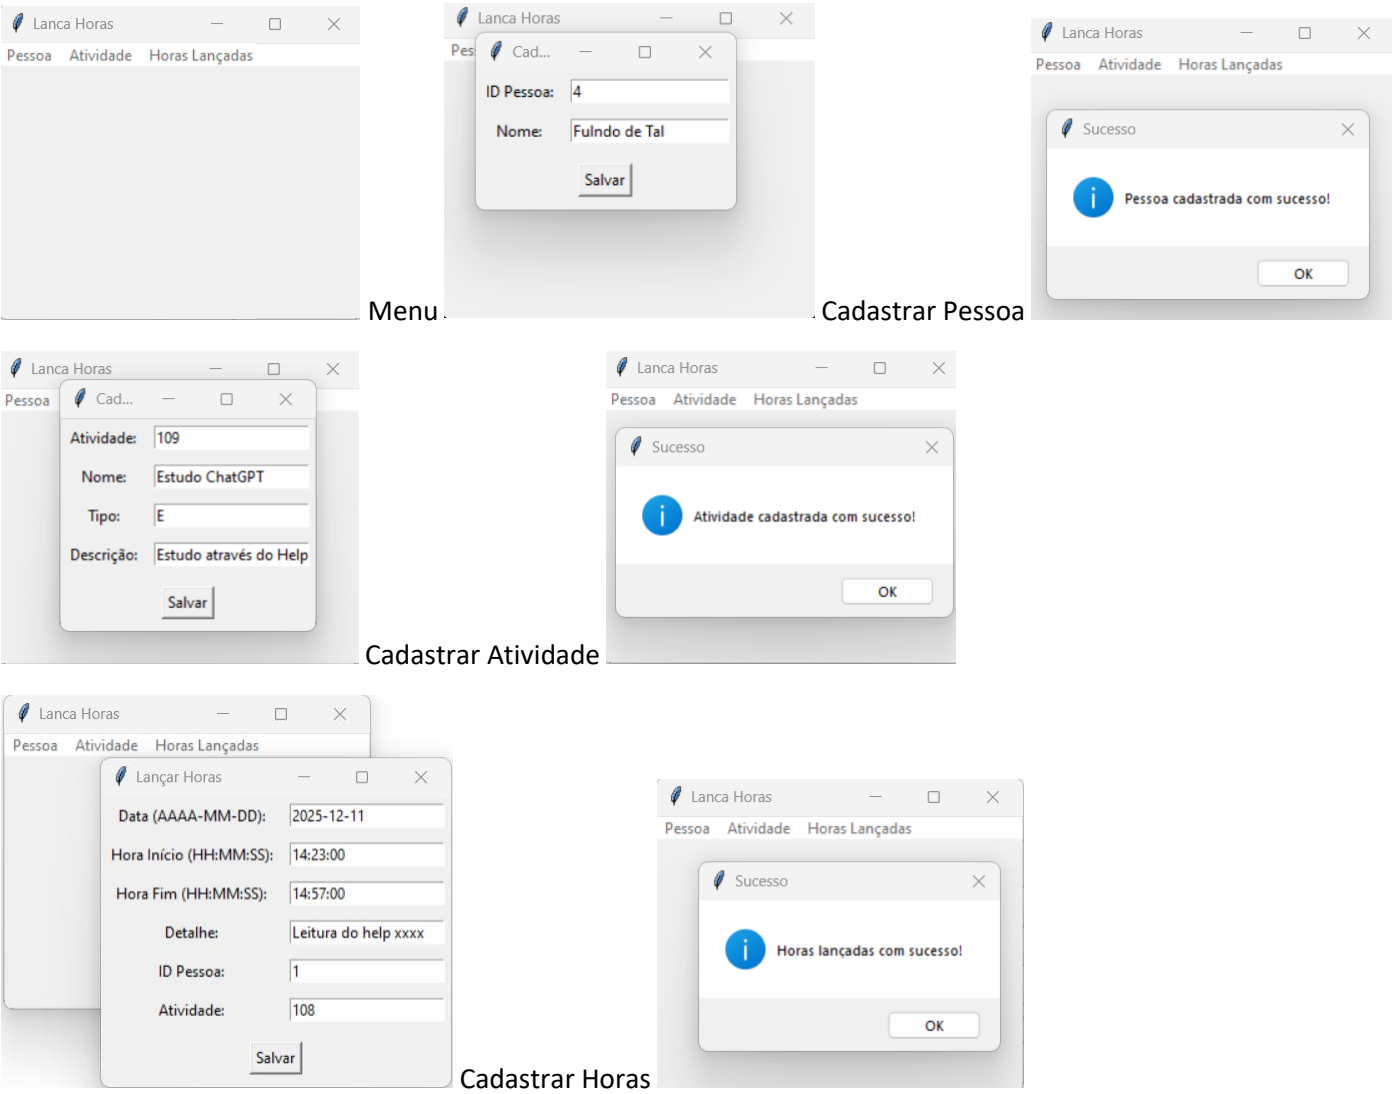 Lanca Horas
Pessoa Atividade Horas Lançadas
Menu
Lanca Horas
Pes
Cad...
ID Pessoa: 4
Nome: Fulndo de Tal
Salvar
Cadastrar Pessoa
Lanca Horas
Pessoa Atividade Horas Lançadas
Sucesso
Pessoa cadastrada com sucesso!
OK
Lanca Horas
Pessoa
Cad...
Atividade: 109
Nome: Estudo ChatGPT
Tipo: E
Descrição: Estudo através do Help
Salvar
Cadastrar Atividade
Lanca Horas
Pessoa Atividade Horas Lançadas
Sucesso
Atividade cadastrada com sucesso!
OK
Lanca Horas
Pessoa Atividade Horas Lançadas
Lançar Horas
Data (AAAA-MM-DD): 2025-12-11
Hora Início (HH:MM:SS): 14:23:00
Hora Fim (HH:MM:SS): 14:57:00
Detalhe: Leitura do help xxxx
ID Pessoa: 1
Atividade: 108
Salvar
Cadastrar Horas
Lanca Horas
Pessoa Atividade Horas Lançadas
Sucesso
Horas lançadas com sucesso!
OK